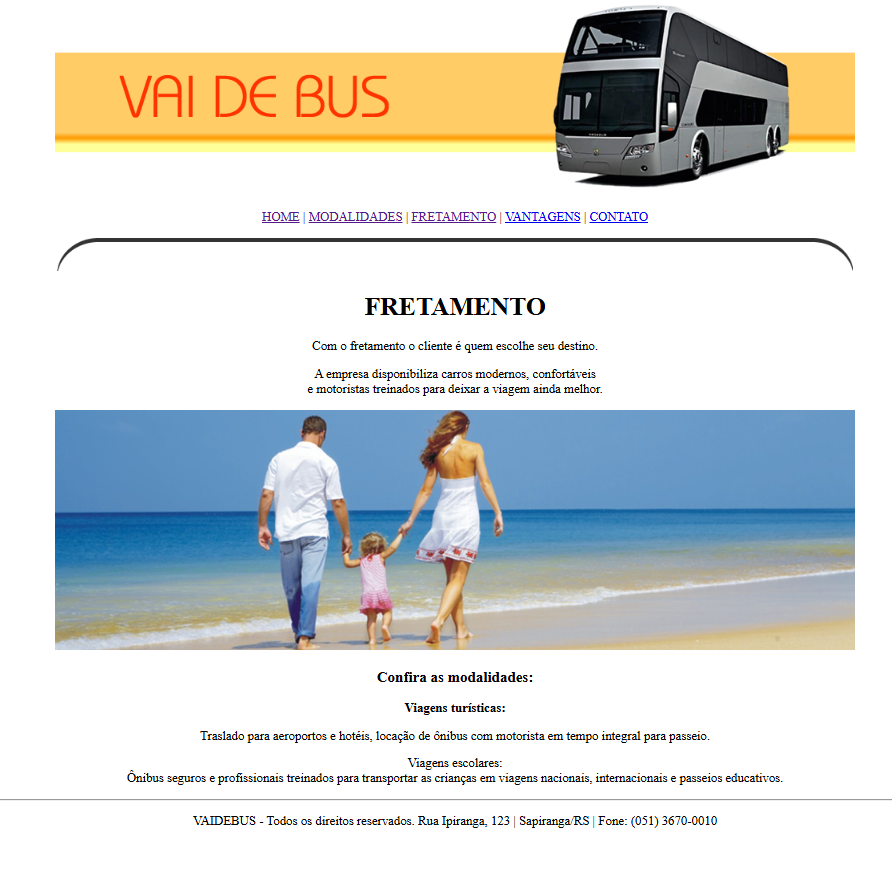 VAI DE BUS
HOME | MODALIDADES | FRETAMENTO | VANTAGENS | CONTATO
FRETAMENTO
Com o fretamento o cliente é quem escolhe seu destino.
A empresa disponibiliza carros modernos, confortáveis
e motoristas treinados para deixar a viagem ainda melhor.
Confira as modalidades:
Viagens turísticas:
Traslado para aeroportos e hotéis, locação de ônibus com motorista em tempo integral para passeio.
Viagens escolares:
Ônibus seguros e profissionais treinados para transportar as crianças em viagens nacionais, internacionais e passeios educativos.
VAIDEBUS - Todos os direitos reservados. Rua Ipiranga, 123 | Sapiranga/RS | Fone: (051) 3670-0010